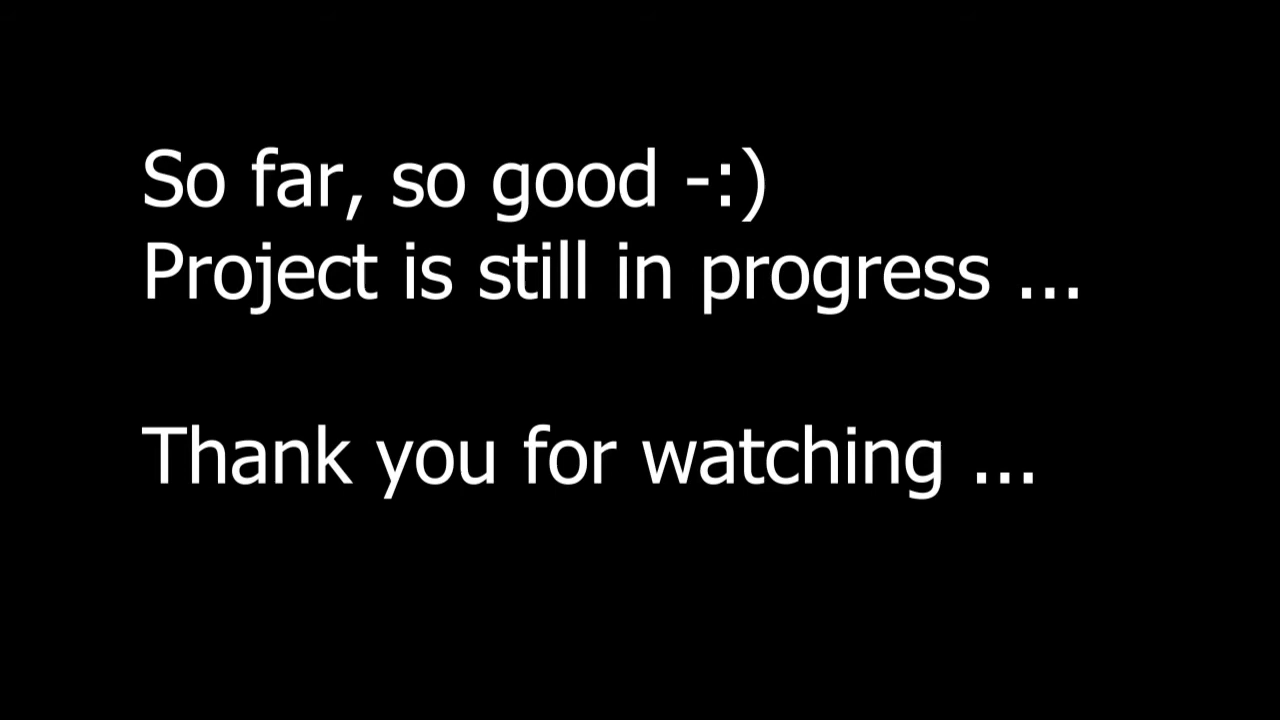 So far, so good -:)
Project is still in progress ...
Thank you for watching ...